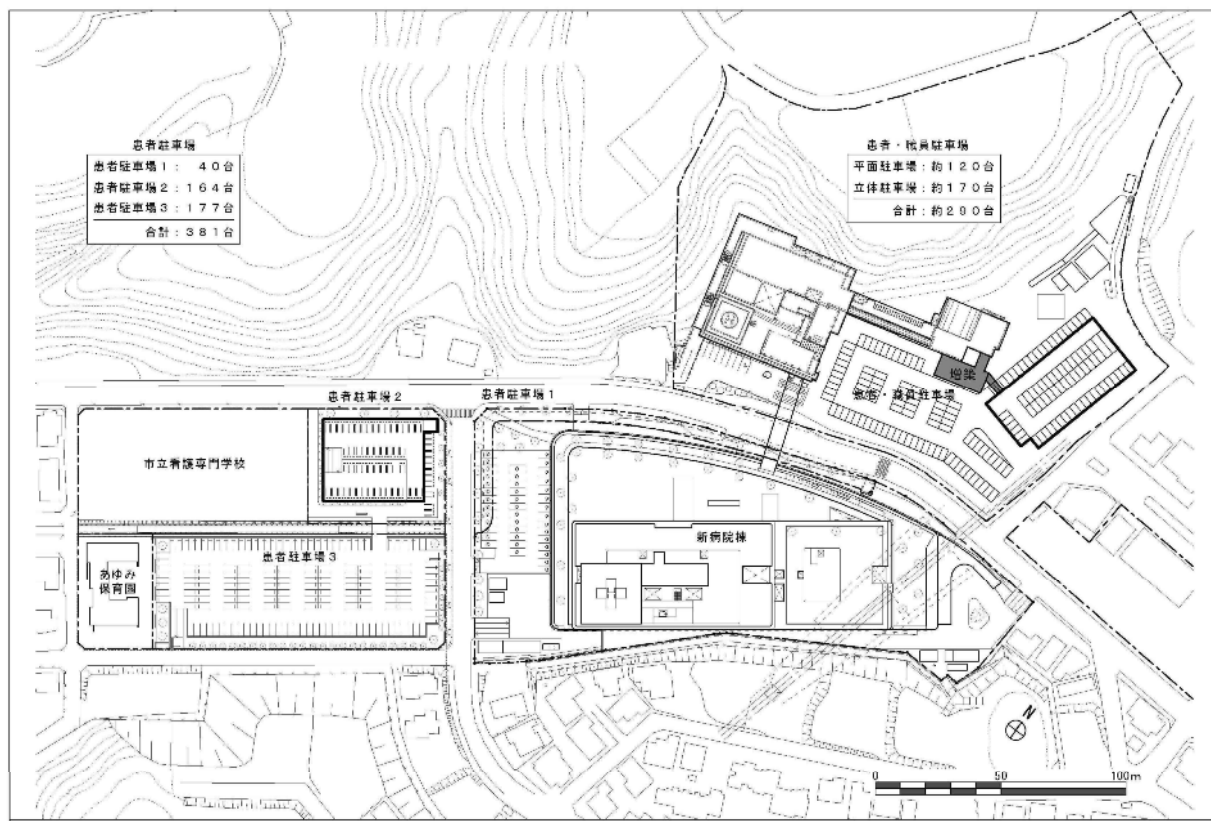 患者駐車場
患者駐車場1： 40台
患者駐車場2：164台
患者駐車場3：177台
合計：381台
患者・職員駐車場
平面駐車場：約120台
立体駐車場：約170台
合計：約290台
増築
患者・職員駐車場
患者駐車場2
患者駐車場1
市立看護専門学校
新病院棟
患者駐車場3
あゆみ
保育園
N
0 50 100m